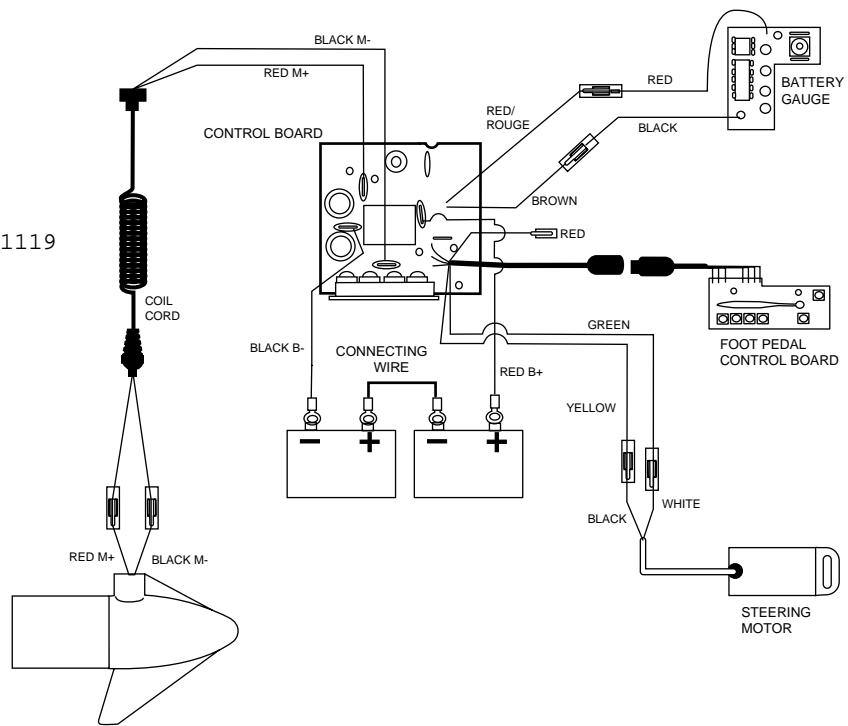 BLACK M-
RED M+
CONTROL BOARD
RED
BATTERY
GAUGE
RED/
ROUGE
BLACK
BROWN
RED
1119
COIL
CORD
GREEN
FOOT PEDAL
CONTROL BOARD
BLACK B-
CONNECTING
WIRE
RED B+
YELLOW
− + − +
WHITE
BLACK
RED M+
BLACK M-
STEERING
MOTOR